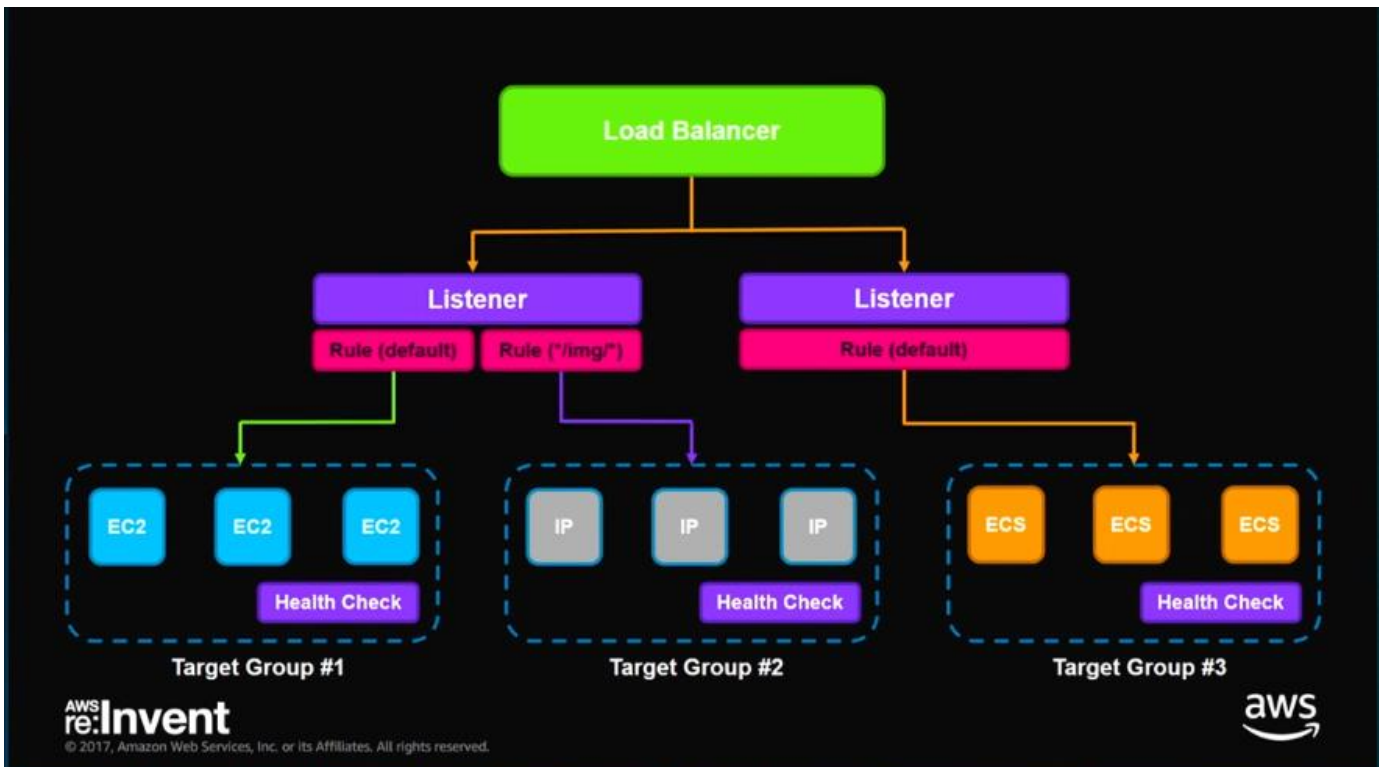 Load Balancer
Listener
Listener
Rule (default)
Rule ("/img/")
Rule (default)
EC2
EC2
EC2
IP
IP
IP
ECS
ECS
ECS
Health Check
Health Check
Health Check
Target Group #1
Target Group #2
Target Group #3
AWS
re:Invent
© 2017, Amazon Web Services, Inc. or its Affiliates. All rights reserved.
aws